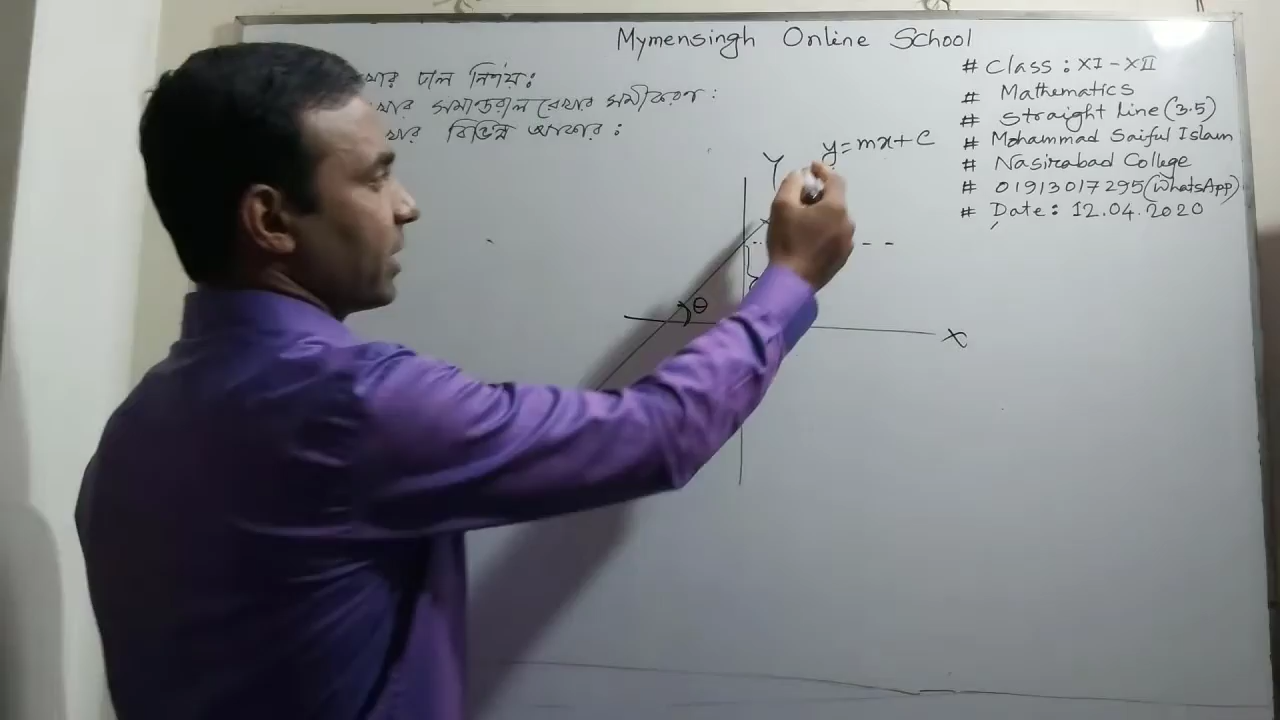 Mymensingh Online School
ঢাল নির্ণয়ঃ
সমান্তরাল রেখার সমীকরণ :
বিভিন্ন আকার :
# Class : XI - XII
# Mathematics
# Straight Line (3.5)
# Mohammad Saiful Islam
# Nasirabad College
# 01913017295 (WhatsApp)
# Date : 12.04.2020
y = mx + c
Y
θ
X